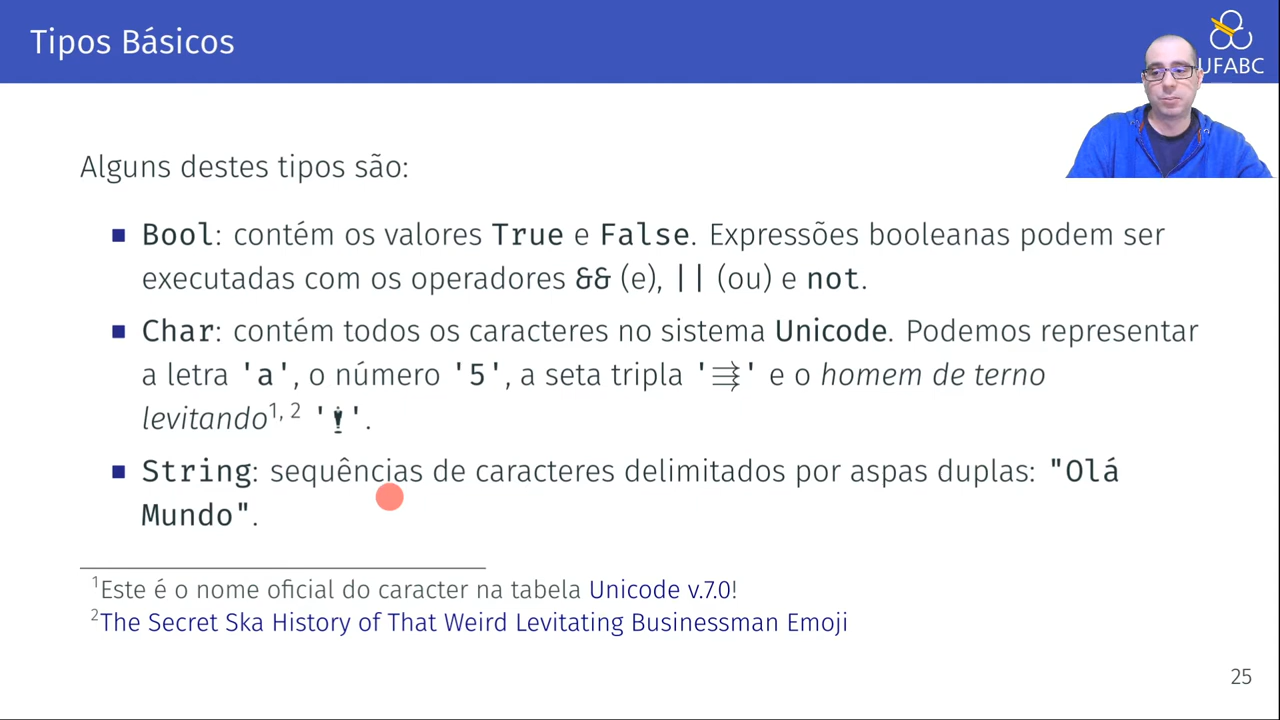 Tipos Básicos
UFABC
Alguns destes tipos são:
Bool: contém os valores True e False. Expressões booleanas podem ser
executadas com os operadores && (e), || (ou) e not.
Char: contém todos os caracteres no sistema Unicode. Podemos representar
a letra 'a', o número '5', a seta tripla '⇶' e o homem de terno
levitando1, 2 '🕴'.
String: sequências de caracteres delimitados por aspas duplas: "Olá
Mundo".
1Este é o nome oficial do caracter na tabela Unicode v.7.0!
2The Secret Ska History of That Weird Levitating Businessman Emoji
25